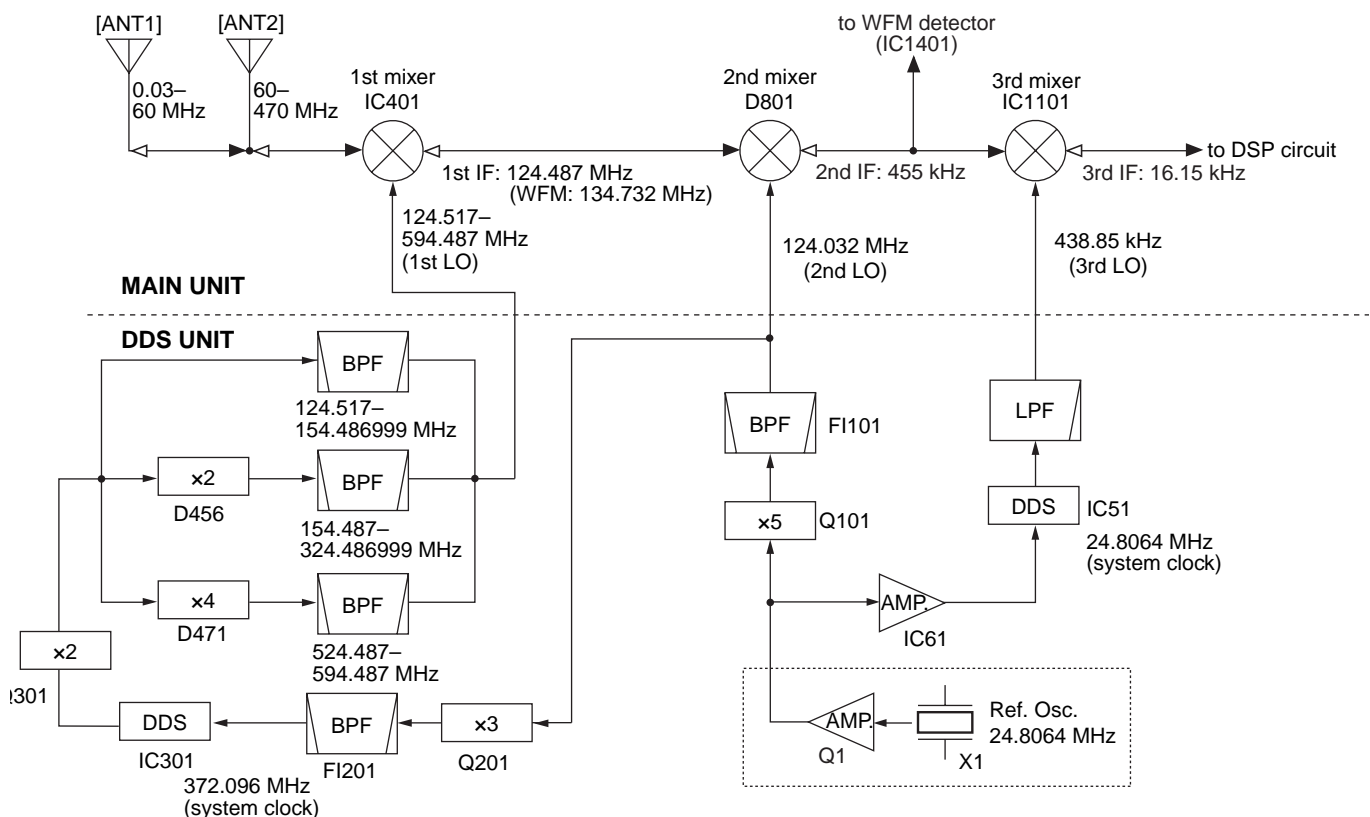 [ANT1]
[ANT2]
0.03–
60 MHz
60–
470 MHz
1st mixer
IC401
2nd mixer
D801
to WFM detector
(IC1401)
3rd mixer
IC1101
to DSP circuit
1st IF: 124.487 MHz
(WFM: 134.732 MHz)
2nd IF: 455 kHz
3rd IF: 16.15 kHz
124.517–
594.487 MHz
(1st LO)
124.032 MHz
(2nd LO)
438.85 kHz
(3rd LO)
MAIN UNIT
DDS UNIT
BPF
124.517–
154.486999 MHz
×2
D456
BPF
154.487–
324.486999 MHz
×4
D471
BPF
524.487–
594.487 MHz
×2
Q301
DDS
IC301
372.096 MHz
(system clock)
BPF
FI201
×3
Q201
BPF
FI101
×5
Q101
LPF
DDS
IC51
24.8064 MHz
(system clock)
AMP.
IC61
AMP.
Q1
Ref. Osc.
24.8064 MHz
X1